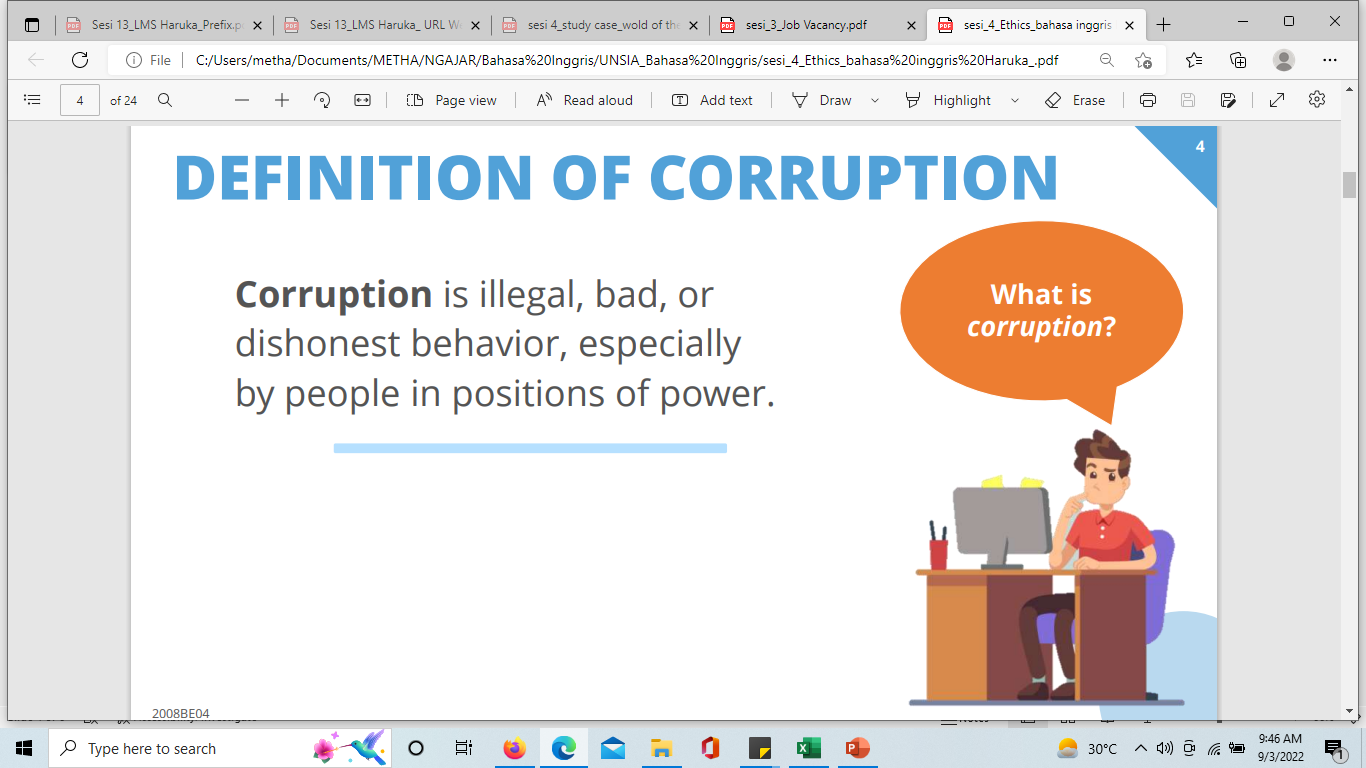 Sesi 13_LMS Haruka_Prefix.p
Sesi 13_LMS Haruka_ URL W
sesi 4_study case_wold of the
sesi_3_Job Vacancy.pdf
sesi_4_Ethics_bahasa inggris
File
C:/Users/metha/Documents/METHA/NGAJAR/Bahasa%20Inggris/UNSIA_Bahasa%20Inggris/sesi_4_Ethics_bahasa%20inggris%20Haruka_.pdf
4 of 24
Page view
Read aloud
Add text
Draw
Highlight
Erase
4
DEFINITION OF CORRUPTION
Corruption is illegal, bad, or
dishonest behavior, especially
by people in positions of power.
What is
corruption?
2008BE04
Type here to search
30°C
9:46 AM
9/3/2022
1